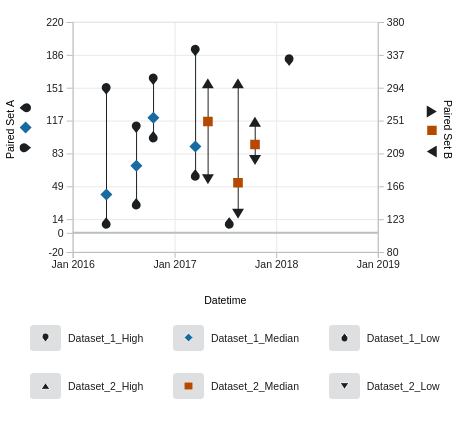 220 380
186 337
151 294
117 251
83 209
49 166
14 123
0
-20 80
Paired Set A
Paired Set B
Jan 2016 Jan 2017 Jan 2018 Jan 2019
Datetime
Dataset_1_High Dataset_1_Median Dataset_1_Low
Dataset_2_High Dataset_2_Median Dataset_2_Low